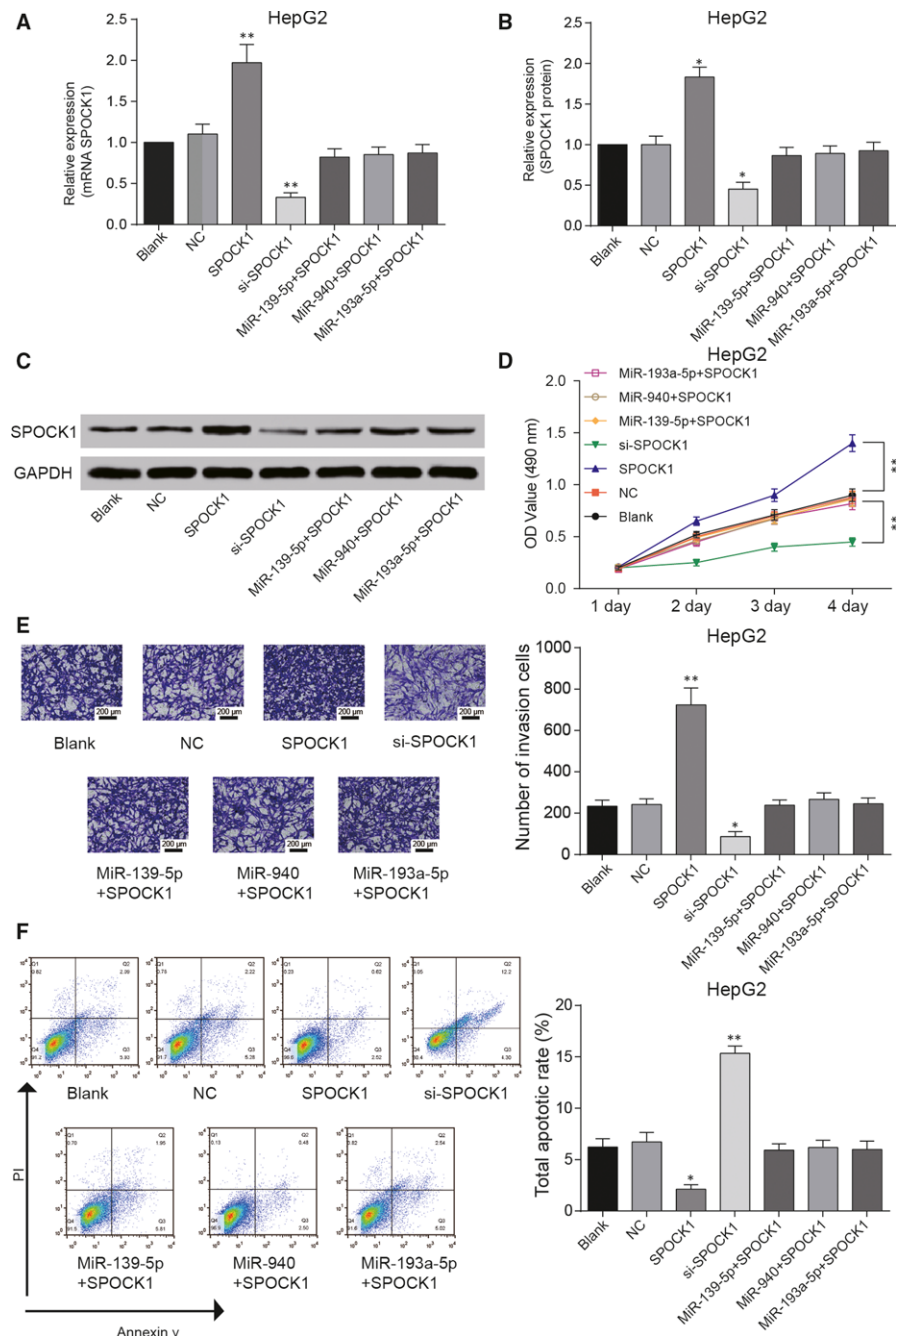 A
HepG2
Relative expression
(mRNA SPOCK1)
2.5
2.0
1.5
1.0
0.5
0.0
**
**
Blank
NC
SPOCK1
si-SPOCK1
MiR-139-5p+SPOCK1
MiR-940+SPOCK1
MiR-193a-5p+SPOCK1
B
HepG2
Relative expression
(SPOCK1 protein)
2.5
2.0
1.5
1.0
0.5
0.0
*
*
Blank
NC
SPOCK1
si-SPOCK1
MiR-139-5p+SPOCK1
MiR-940+SPOCK1
MiR-193a-5p+SPOCK1
C
SPOCK1
GAPDH
Blank
NC
SPOCK1
si-SPOCK1
MiR-139-5p+SPOCK1
MiR-940+SPOCK1
MiR-193a-5p+SPOCK1
D
HepG2
OD Value (490 nm)
2.0
1.5
1.0
0.5
0.0
MiR-193a-5p+SPOCK1
MiR-940+SPOCK1
MiR-139-5p+SPOCK1
si-SPOCK1
SPOCK1
NC
Blank
**
**
1 day
2 day
3 day
4 day
E
200 µm
200 µm
200 µm
200 µm
Blank
NC
SPOCK1
si-SPOCK1
200 µm
200 µm
200 µm
MiR-139-5p
+SPOCK1
MiR-940
+SPOCK1
MiR-193a-5p
+SPOCK1
HepG2
Number of invasion cells
1000
800
600
400
200
0
**
*
Blank
NC
SPOCK1
si-SPOCK1
MiR-139-5p+SPOCK1
MiR-940+SPOCK1
MiR-193a-5p+SPOCK1
F
Blank
NC
SPOCK1
si-SPOCK1
MiR-139-5p
+SPOCK1
MiR-940
+SPOCK1
MiR-193a-5p
+SPOCK1
PI
Annexin v
HepG2
Total apoptotic rate (%)
20
15
10
5
0
*
**
Blank
NC
SPOCK1
si-SPOCK1
MiR-139-5p+SPOCK1
MiR-940+SPOCK1
MiR-193a-5p+SPOCK1